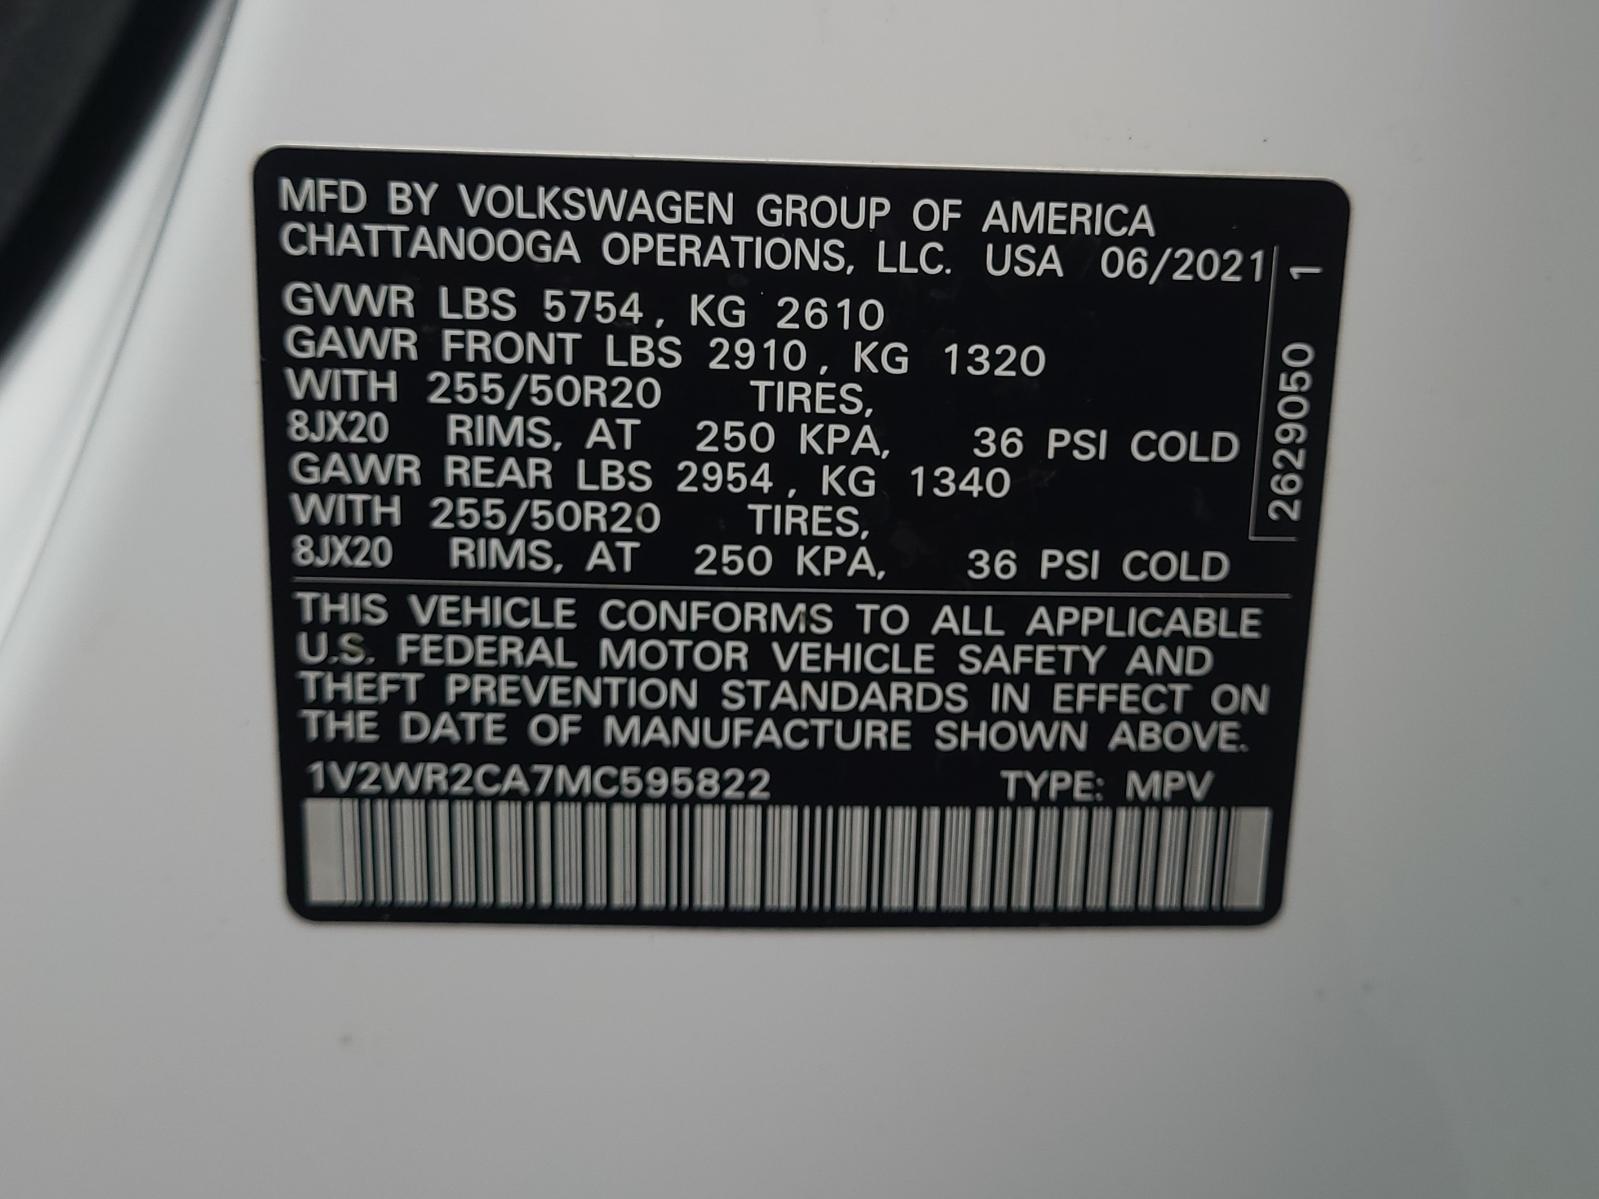 MFD BY VOLKSWAGEN GROUP OF AMERICA
CHATTANOOGA OPERATIONS, LLC. USA 06/2021
GVWR LBS 5754, KG 2610
GAWR FRONT LBS 2910, KG 1320
WITH 255/50R20 TIRES,
8JX20 RIMS, AT 250 KPA, 36 PSI COLD
GAWR REAR LBS 2954, KG 1340
WITH 255/50R20 TIRES,
8JX20 RIMS, AT 250 KPA, 36 PSI COLD
2629050 1
THIS VEHICLE CONFORMS TO ALL APPLICABLE
U.S. FEDERAL MOTOR VEHICLE SAFETY AND
THEFT PREVENTION STANDARDS IN EFFECT ON
THE DATE OF MANUFACTURE SHOWN ABOVE.
1V2WR2CA7MC595822 TYPE: MPV